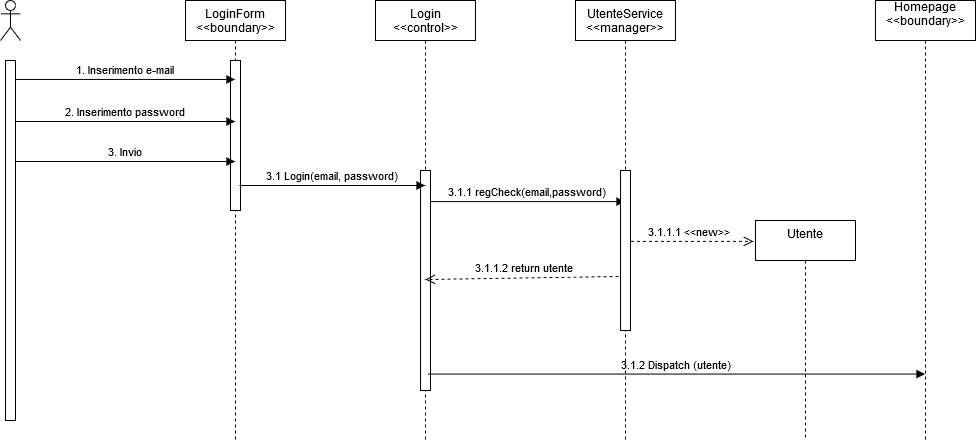 LoginForm
<<boundary>>
Login
<<control>>
UtenteService
<<manager>>
Homepage
<<boundary>>
1. Inserimento e-mail
2. Inserimento password
3. Invio
3.1 Login(email, password)
3.1.1 regCheck(email,password)
3.1.1.1 <<new>>
Utente
3.1.1.2 return utente
3.1.2 Dispatch (utente)